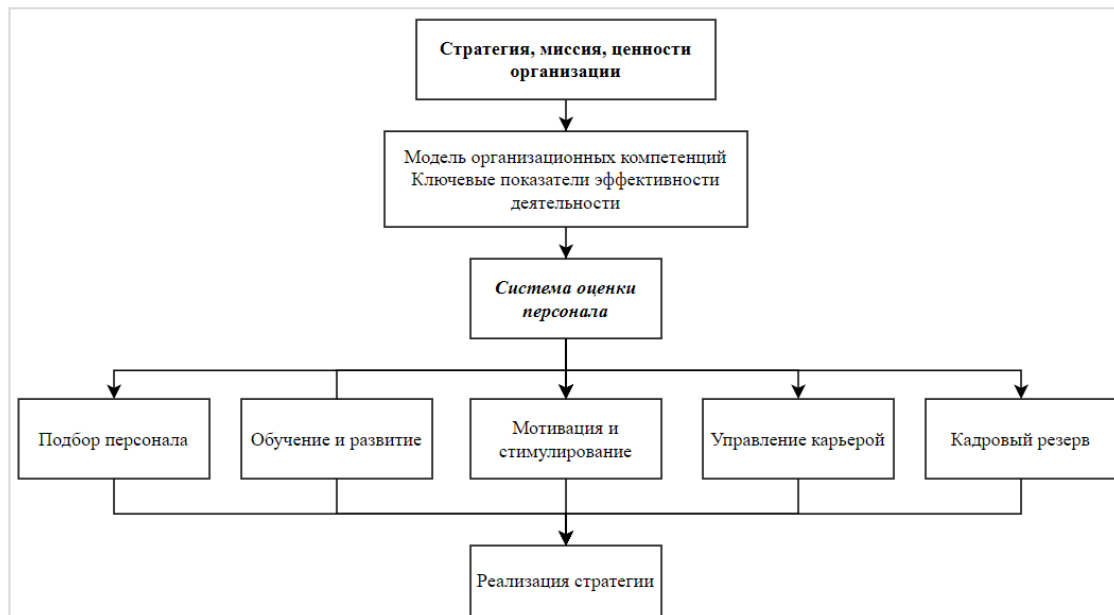 Стратегия, миссия, ценности
организации
Модель организационных компетенций
Ключевые показатели эффективности
деятельности
Система оценки
персонала
Подбор персонала
Обучение и развитие
Мотивация и
стимулирование
Управление карьерой
Кадровый резерв
Реализация стратегии